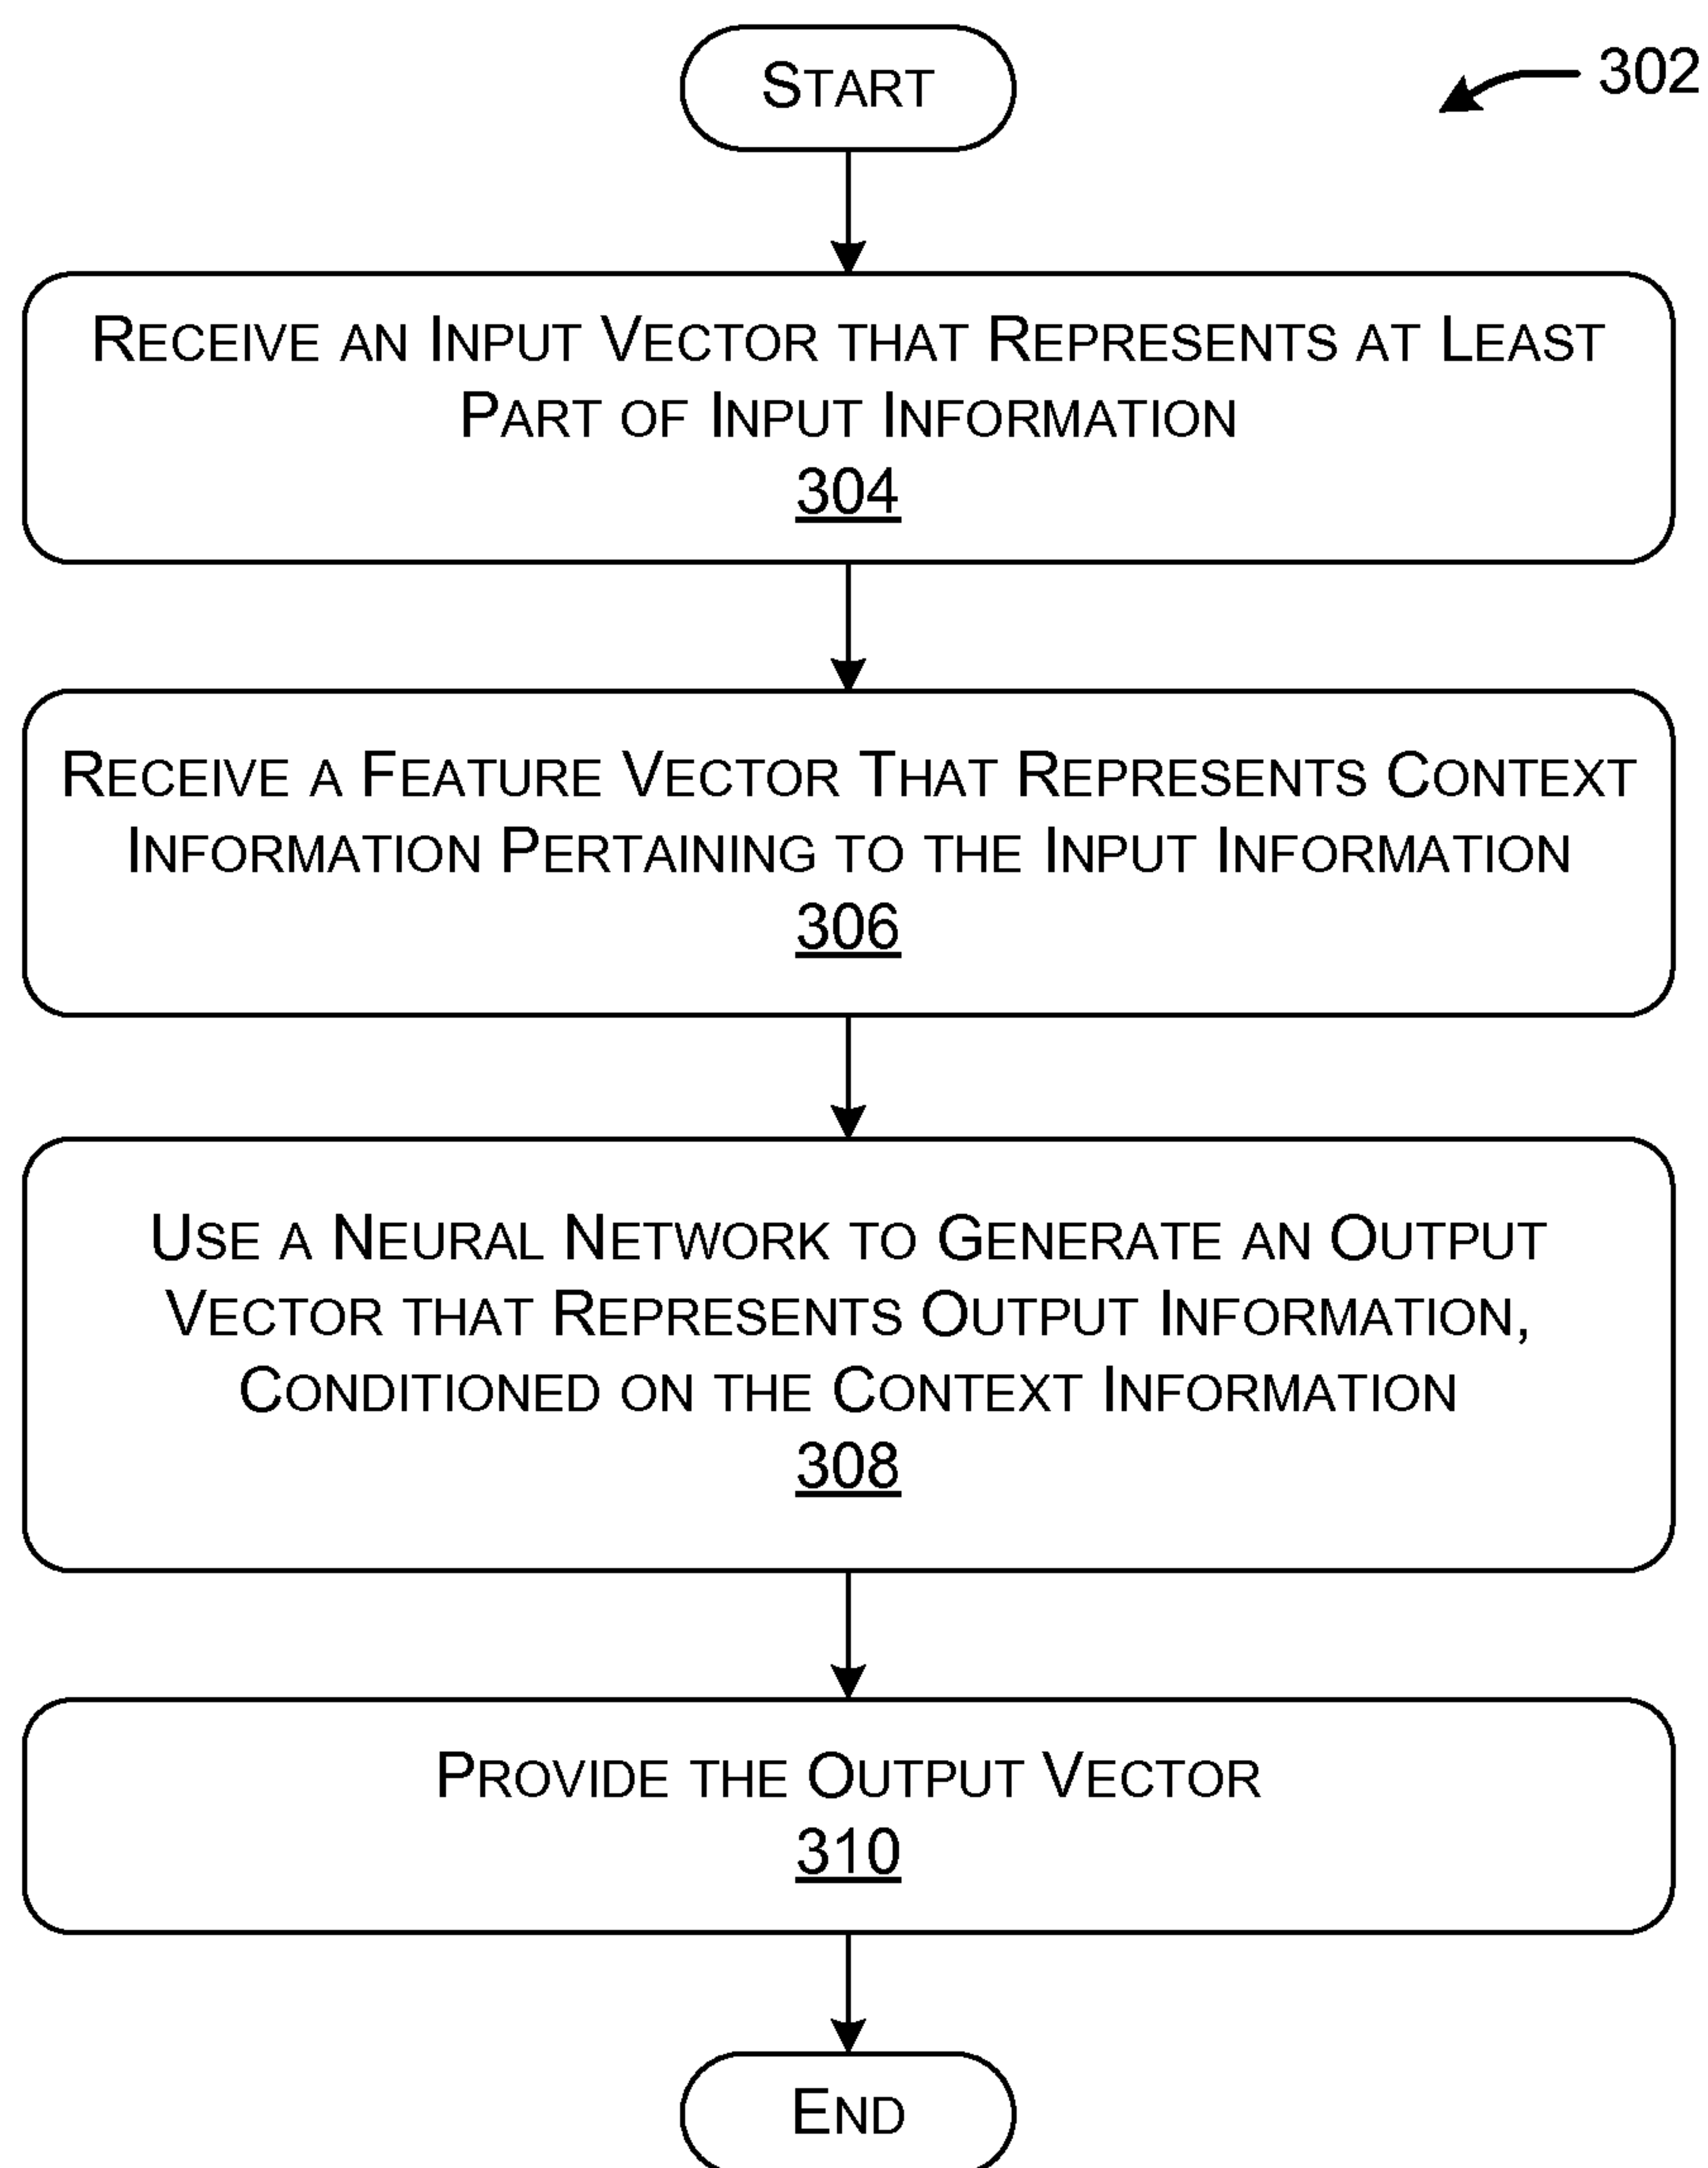 START
302
RECEIVE AN INPUT VECTOR THAT REPRESENTS AT LEAST
PART OF INPUT INFORMATION
304
RECEIVE A FEATURE VECTOR THAT REPRESENTS CONTEXT
INFORMATION PERTAINING TO THE INPUT INFORMATION
306
USE A NEURAL NETWORK TO GENERATE AN OUTPUT
VECTOR THAT REPRESENTS OUTPUT INFORMATION,
CONDITIONED ON THE CONTEXT INFORMATION
308
PROVIDE THE OUTPUT VECTOR
310
END